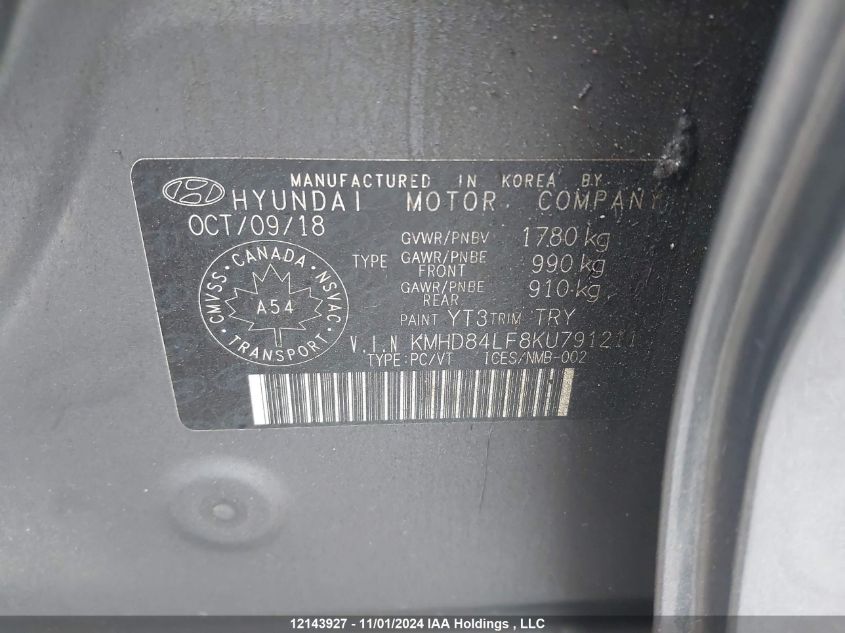 MANUFACTURED IN KOREA BY
HYUNDAI MOTOR COMPANY
OCT/09/18
GVWR/PNBV 1780 kg
TYPE GAWR/PNBE FRONT 990 kg
GAWR/PNBE REAR 910 kg
CMVSS · CANADA · NSVAC
A54
TRANSPORT
PAINT YT3 TRIM TRY
V.I.N KMHD84LF8KU791211
TYPE:PC/VT ICES/NMB-002
12143927 - 11/01/2024 IAA Holdings , LLC